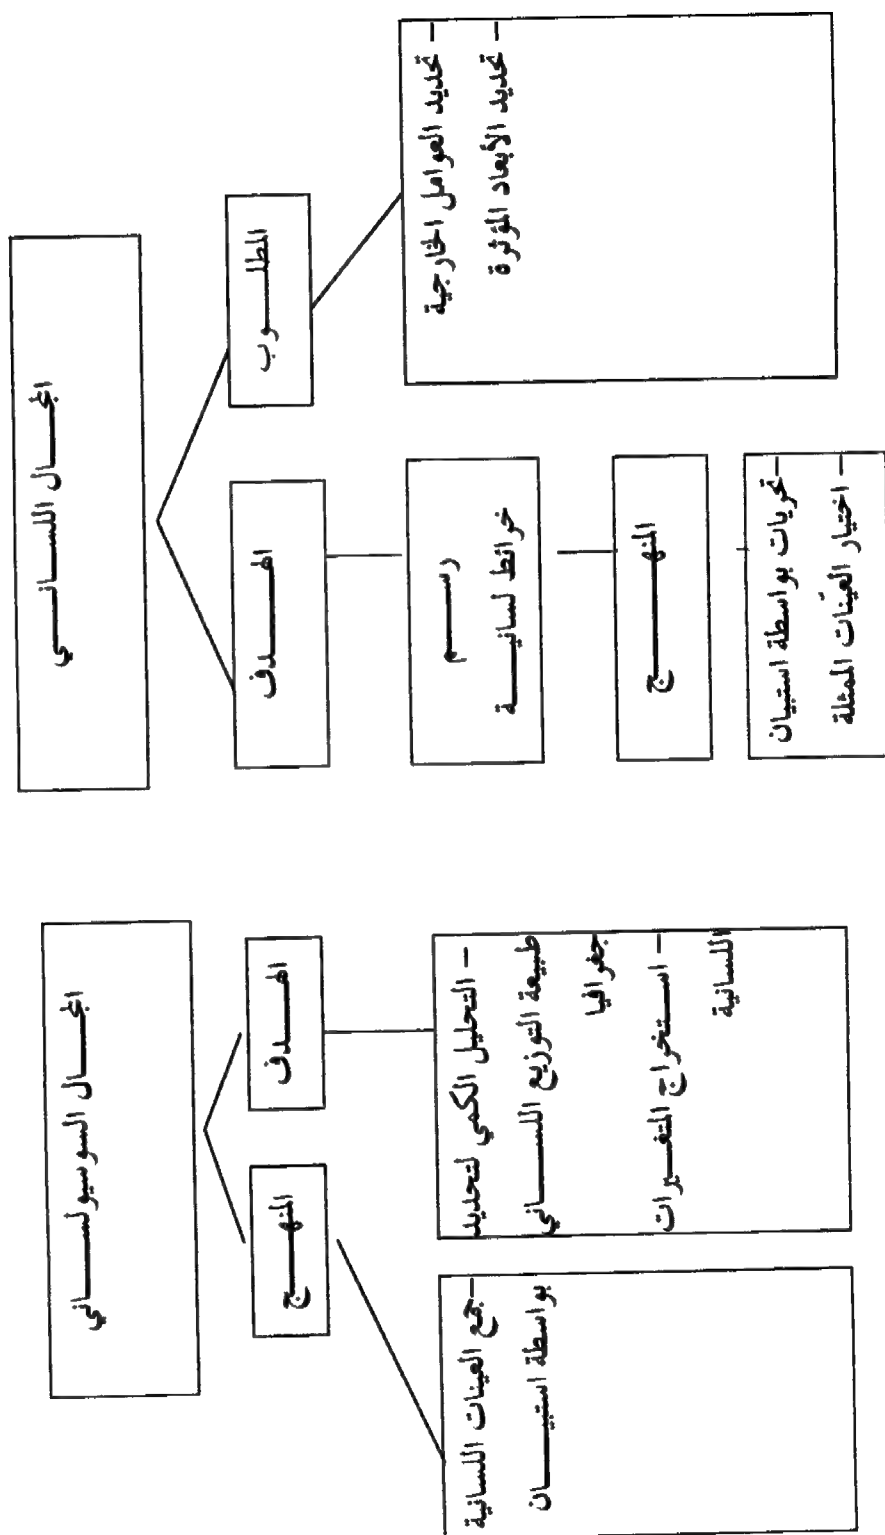 المجال اللساني
المطلوب
– تحديد العوامل الخارجية
– تحديد الأبعاد المؤثرة
الهدف
رسم
خرائط لسانية
المنهج
–تحريات بواسطة استبيان
– اختيار العيّنات الممثلة
المجال السوسيولساني
الهدف
– التحليل الكمي لتحديد
طبيعة التوزيع اللساني
جغرافيا
– استخراج المتغيرات
اللسانية
المنهج
–جمع العينات اللسانية
بواسطة استبيان